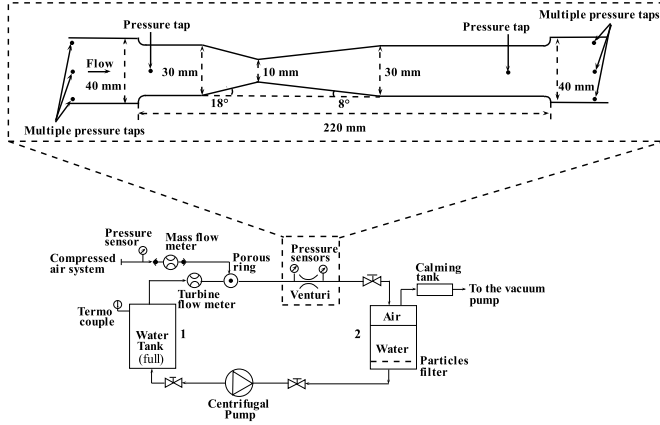 Pressure tap
Pressure tap
Multiple pressure taps
Flow
40 mm
30 mm
10 mm
30 mm
40 mm
18°
8°
Multiple pressure taps
220 mm
Pressure
sensor
Mass flow
meter
Compressed
air system
Porous
ring
Pressure
sensors
Calming
tank
Turbine
flow meter
Venturi
To the vacuum
pump
Termo
couple
1
2
Air
Water
Tank
(full)
Water
Particles
filter
Centrifugal
Pump